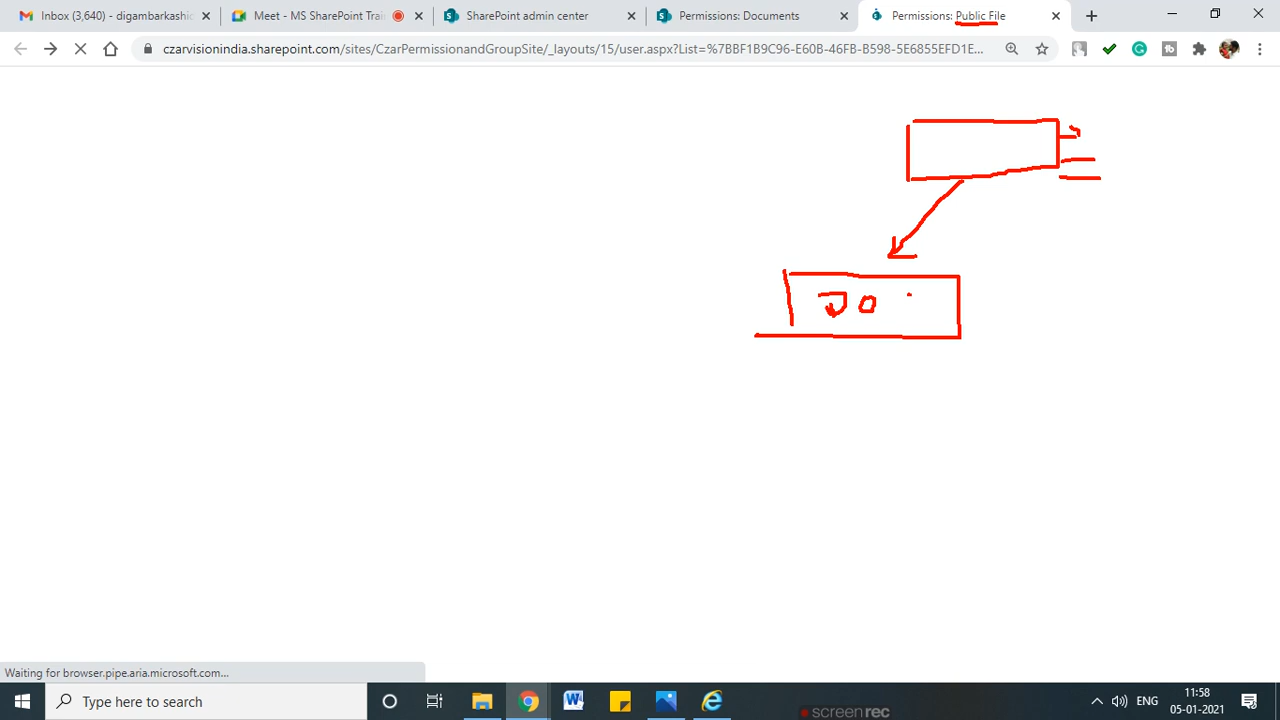 Inbox (3,640) - digambarkashi
Meet - MS SharePoint Trai
SharePoint admin center
Permissions: Documents
Permissions: Public File
czarvisionindia.sharepoint.com/sites/CzarPermissionandGroupSite/_layouts/15/user.aspx?List=%7BBF1B9C96-E60B-46FB-B598-5E6855EFD1E...
Waiting for browser.pipe.aria.microsoft.com...
Type here to search
ENG
11:58
05-01-2021
screenrec